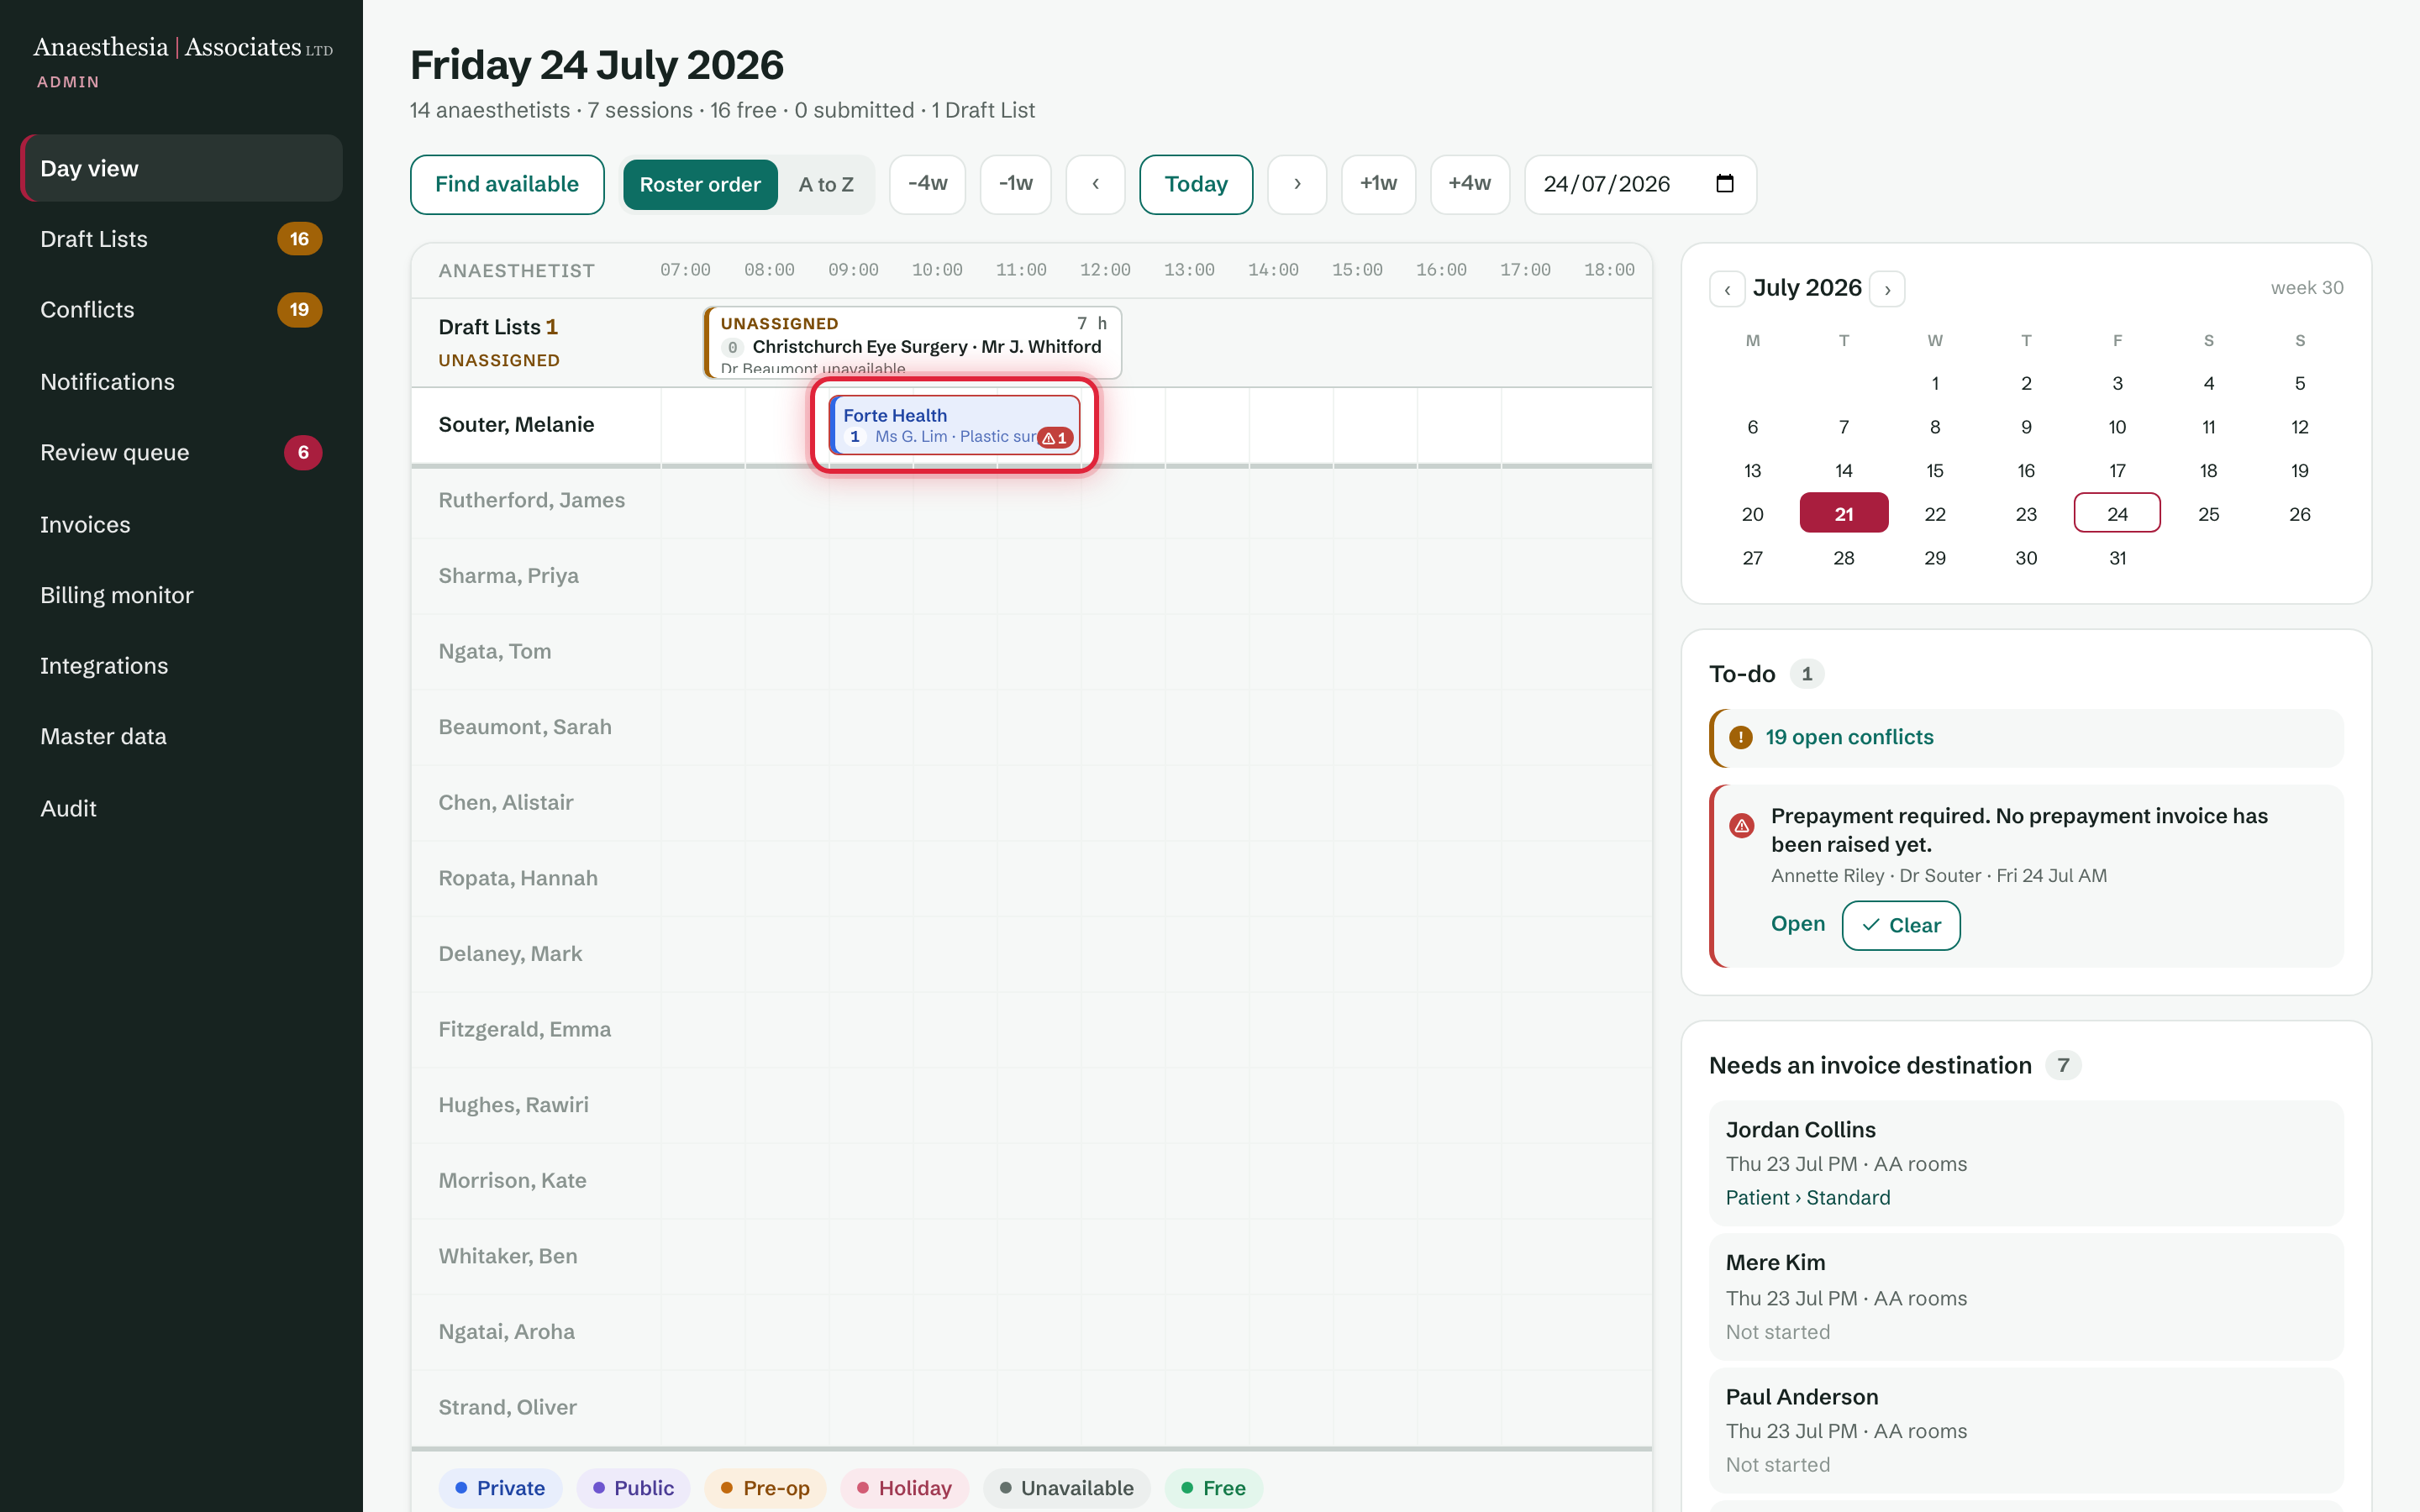 Anaesthesia | Associates LTD
ADMIN
Day view
Draft Lists 16
Conflicts 19
Notifications
Review queue 6
Invoices
Billing monitor
Integrations
Master data
Audit
Friday 24 July 2026
14 anaesthetists · 7 sessions · 16 free · 0 submitted · 1 Draft List
Find available Roster order A to Z -4w -1w ‹ Today › +1w +4w 24/07/2026
ANAESTHETIST 07:00 08:00 09:00 10:00 11:00 12:00 13:00 14:00 15:00 16:00 17:00 18:00
Draft Lists 1
UNASSIGNED
UNASSIGNED 7 h
0 Christchurch Eye Surgery · Mr J. Whitford
Dr Beaumont unavailable
Souter, Melanie
Forte Health
1 Ms G. Lim · Plastic sur 1
Rutherford, James
Sharma, Priya
Ngata, Tom
Beaumont, Sarah
Chen, Alistair
Ropata, Hannah
Delaney, Mark
Fitzgerald, Emma
Hughes, Rawiri
Morrison, Kate
Whitaker, Ben
Ngatai, Aroha
Strand, Oliver
Private Public Pre-op Holiday Unavailable Free
‹ July 2026 › week 30
M T W T F S S
1 2 3 4 5
6 7 8 9 10 11 12
13 14 15 16 17 18 19
20 21 22 23 24 25 26
27 28 29 30 31
To-do 1
19 open conflicts
Prepayment required. No prepayment invoice has
been raised yet.
Annette Riley · Dr Souter · Fri 24 Jul AM
Open Clear
Needs an invoice destination 7
Jordan Collins
Thu 23 Jul PM · AA rooms
Patient › Standard
Mere Kim
Thu 23 Jul PM · AA rooms
Not started
Paul Anderson
Thu 23 Jul PM · AA rooms
Not started